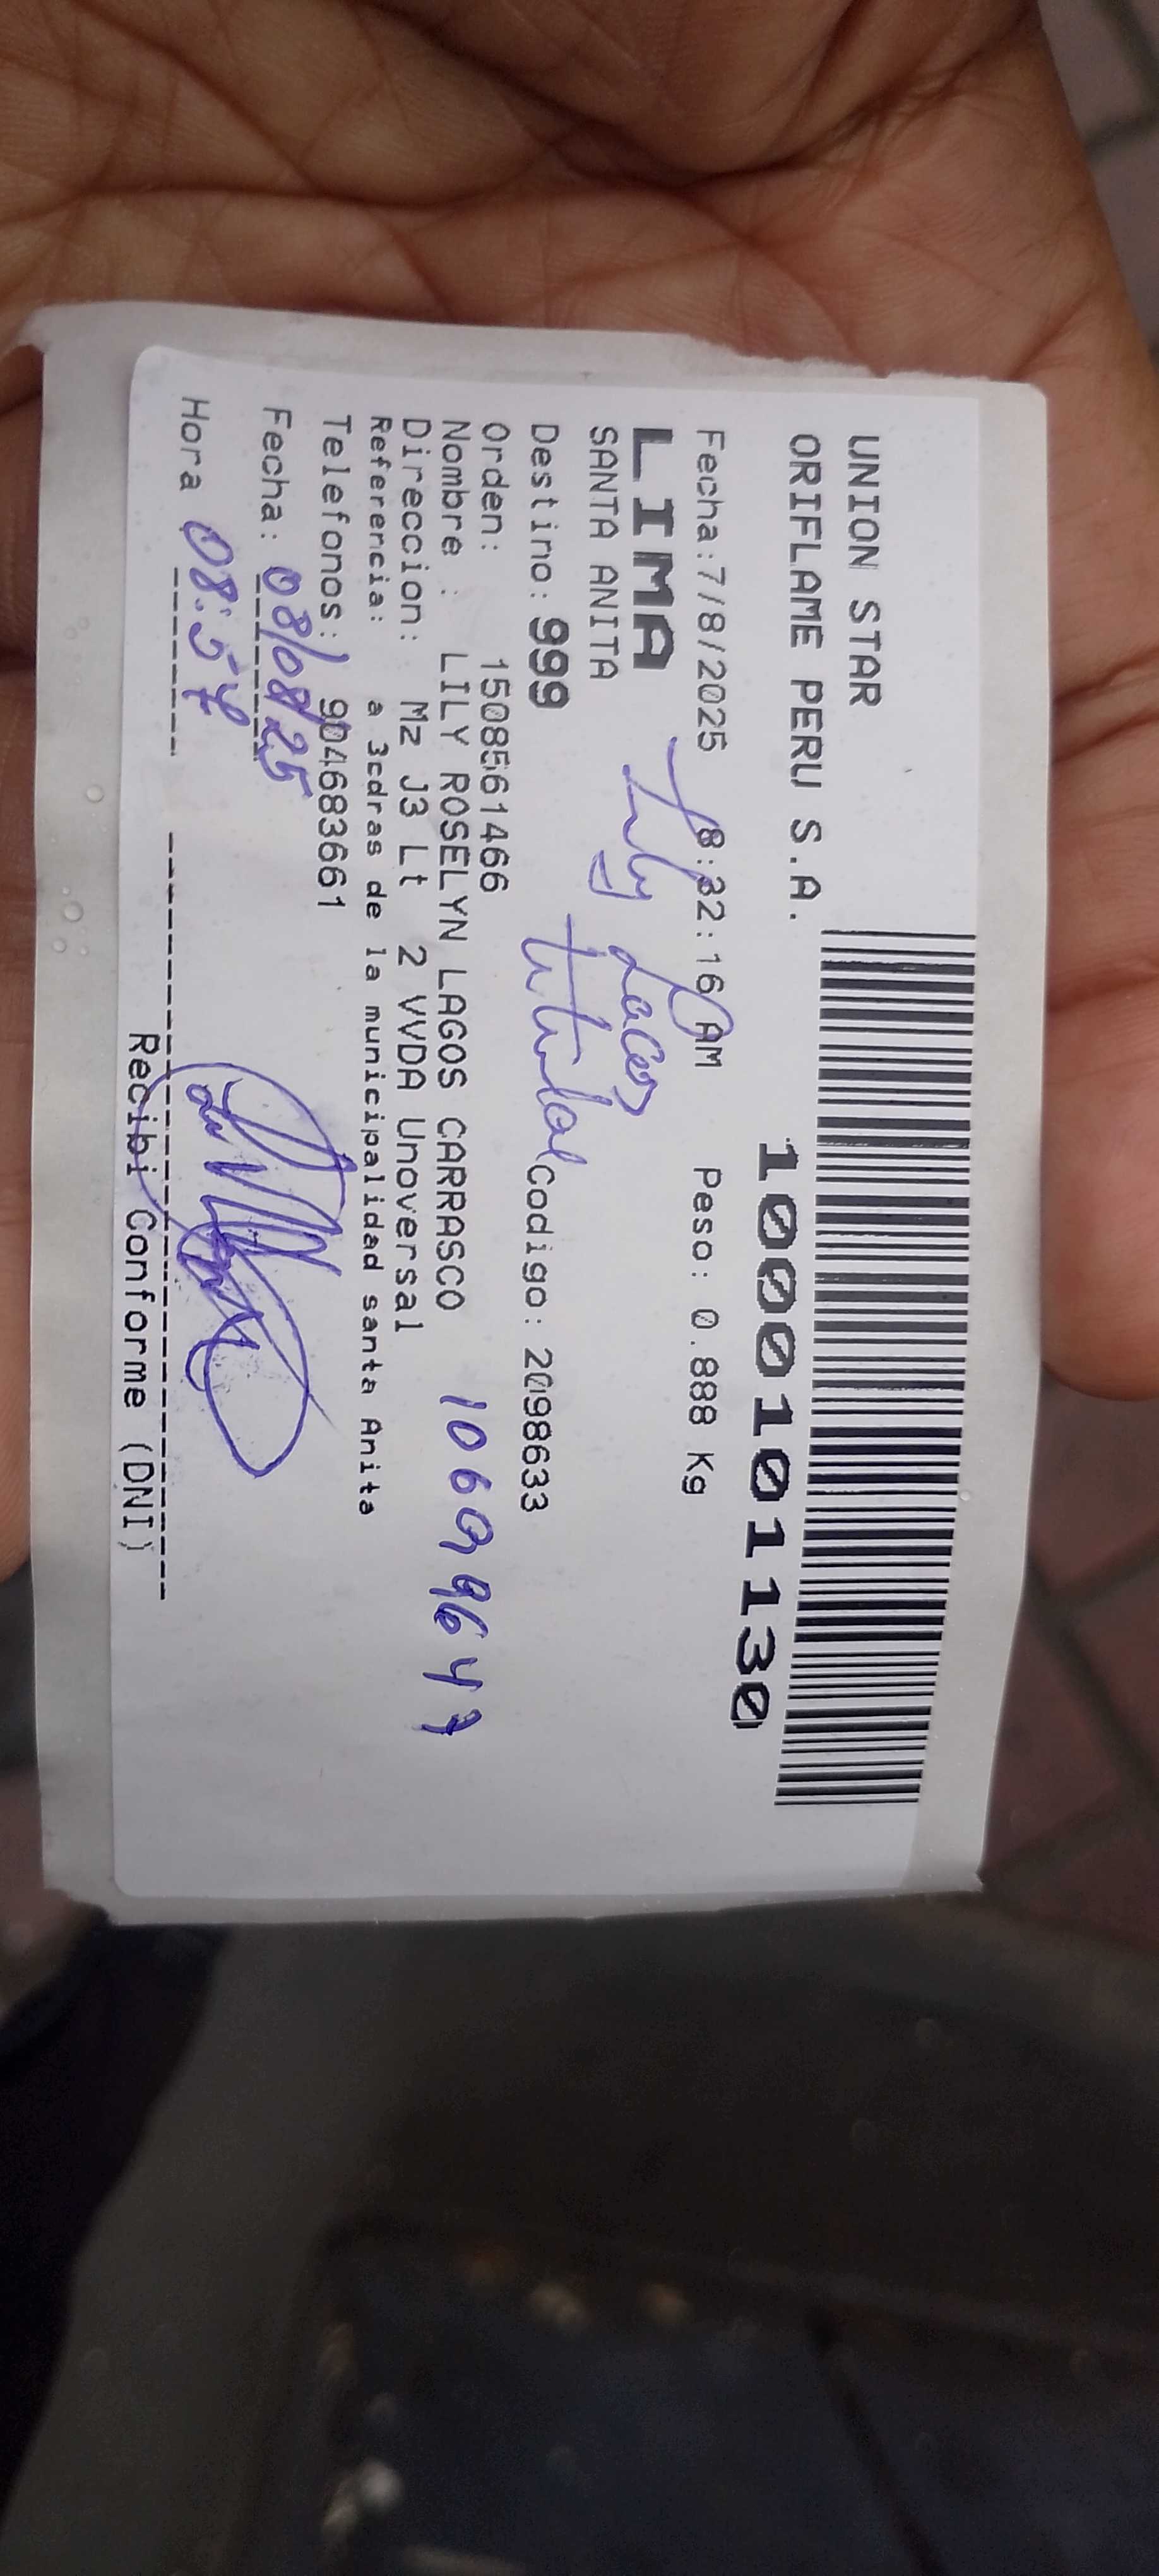 UNION STAR
ORIFLAME PERU S.A.
1000101130
Fecha:7/8/2025 8:32:16 AM Peso: 0.888 Kg
LIMA
SANTA ANITA
Lily Lagos
titular
Destino: 999 Codigo: 2098633
Orden: 1508561466
Nombre : LILY ROSELYN LAGOS CARRASCO 10699647
Direccion: Mz J3 Lt 2 VVDA Unoversal
Referencia: a 3cdras de la municipalidad santa Anita
Telefonos: 904683661
Fecha: 08/08/25
Hora 08:54
Recibi Conforme (DNI)